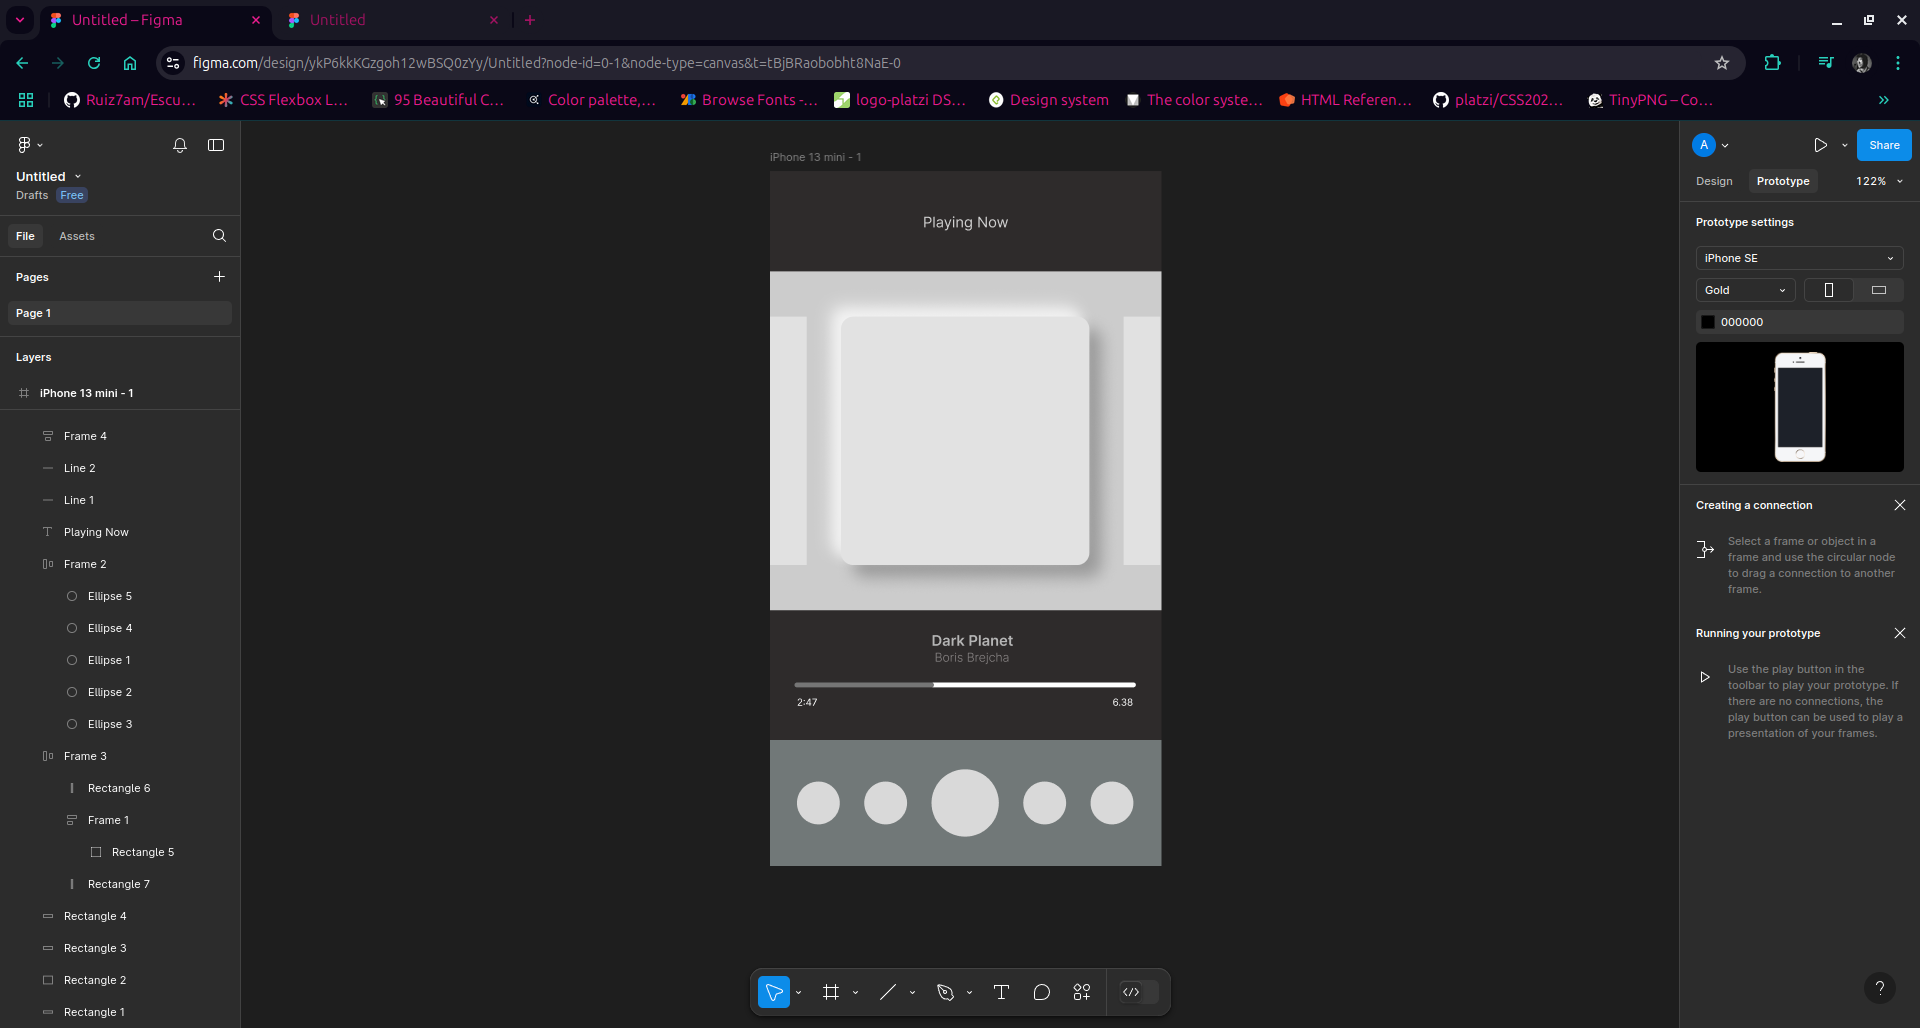 Untitled – Figma
Untitled
figma.com/design/ykP6kkKGzgoh12wBSQ0zYy/Untitled?node-id=0-1&node-type=canvas&t=tBjBRaobobht8NaE-0
Ruiz7am/Escu...
CSS Flexbox L...
95 Beautiful C...
Color palette,...
Browse Fonts -...
logo-platzi DS...
Design system
The color syste...
HTML Referen...
platzi/CSS202...
TinyPNG – Co...
Untitled
Drafts
Free
File
Assets
Pages
Page 1
Layers
iPhone 13 mini - 1
Frame 4
Line 2
Line 1
Playing Now
Frame 2
Ellipse 5
Ellipse 4
Ellipse 1
Ellipse 2
Ellipse 3
Frame 3
Rectangle 6
Frame 1
Rectangle 5
Rectangle 7
Rectangle 4
Rectangle 3
Rectangle 2
Rectangle 1
iPhone 13 mini - 1
Playing Now
Dark Planet
Boris Brejcha
2:47
6.38
A
Share
Design
Prototype
122%
Prototype settings
iPhone SE
Gold
000000
Creating a connection
Select a frame or object in a
frame and use the circular node
to drag a connection to another
frame.
Running your prototype
Use the play button in the
toolbar to play your prototype. If
there are no connections, the
play button can be used to play a
presentation of your frames.
?